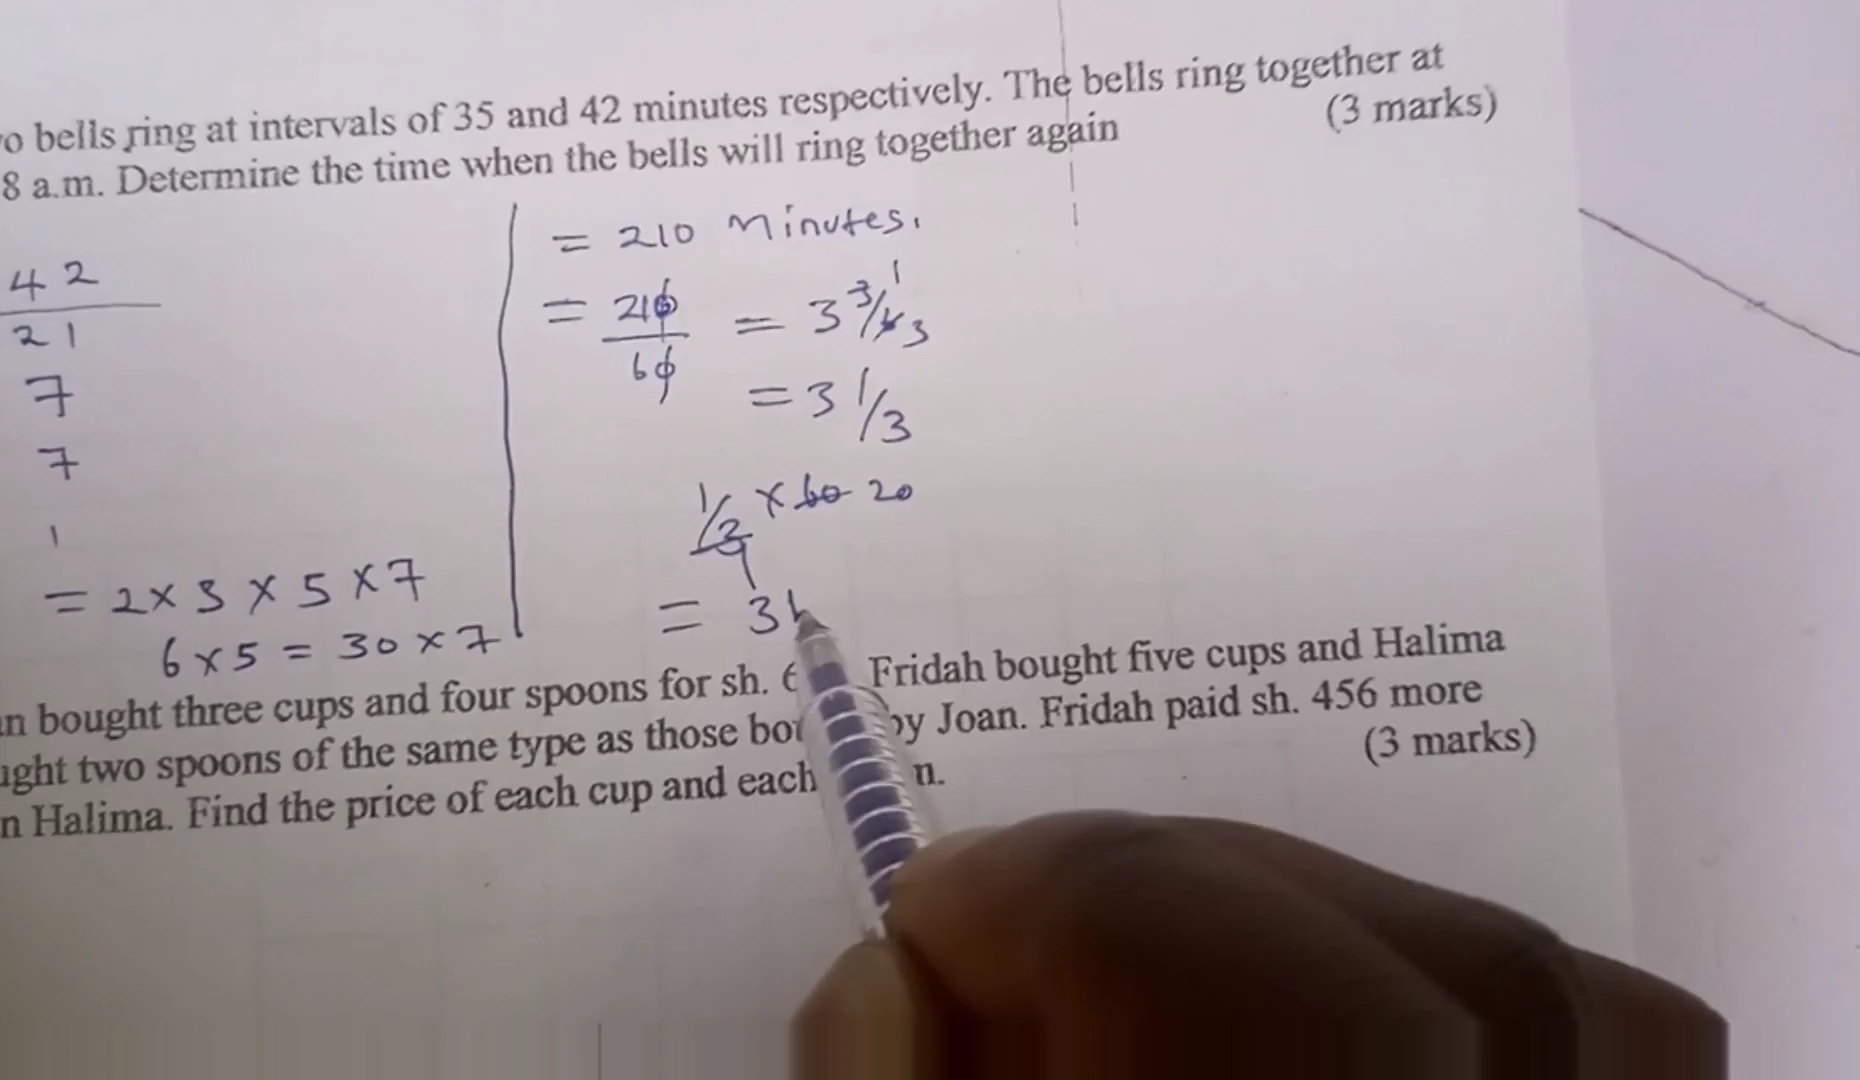 o bells ring at intervals of 35 and 42 minutes respectively. The bells ring together at
8 a.m. Determine the time when the bells will ring together again
(3 marks)
42
21
7
7
1
= 2 x 3 x 5 x 7
6 x 5 = 30 x 7
= 210 Minutes.
= 210/60 = 3 3/6 1 3
= 3 1/3
1/3 x 60 20
1
= 3h
n bought three cups and four spoons for sh. 6 Fridah bought five cups and Halima
ght two spoons of the same type as those bou by Joan. Fridah paid sh. 456 more
n Halima. Find the price of each cup and each n.
(3 marks)